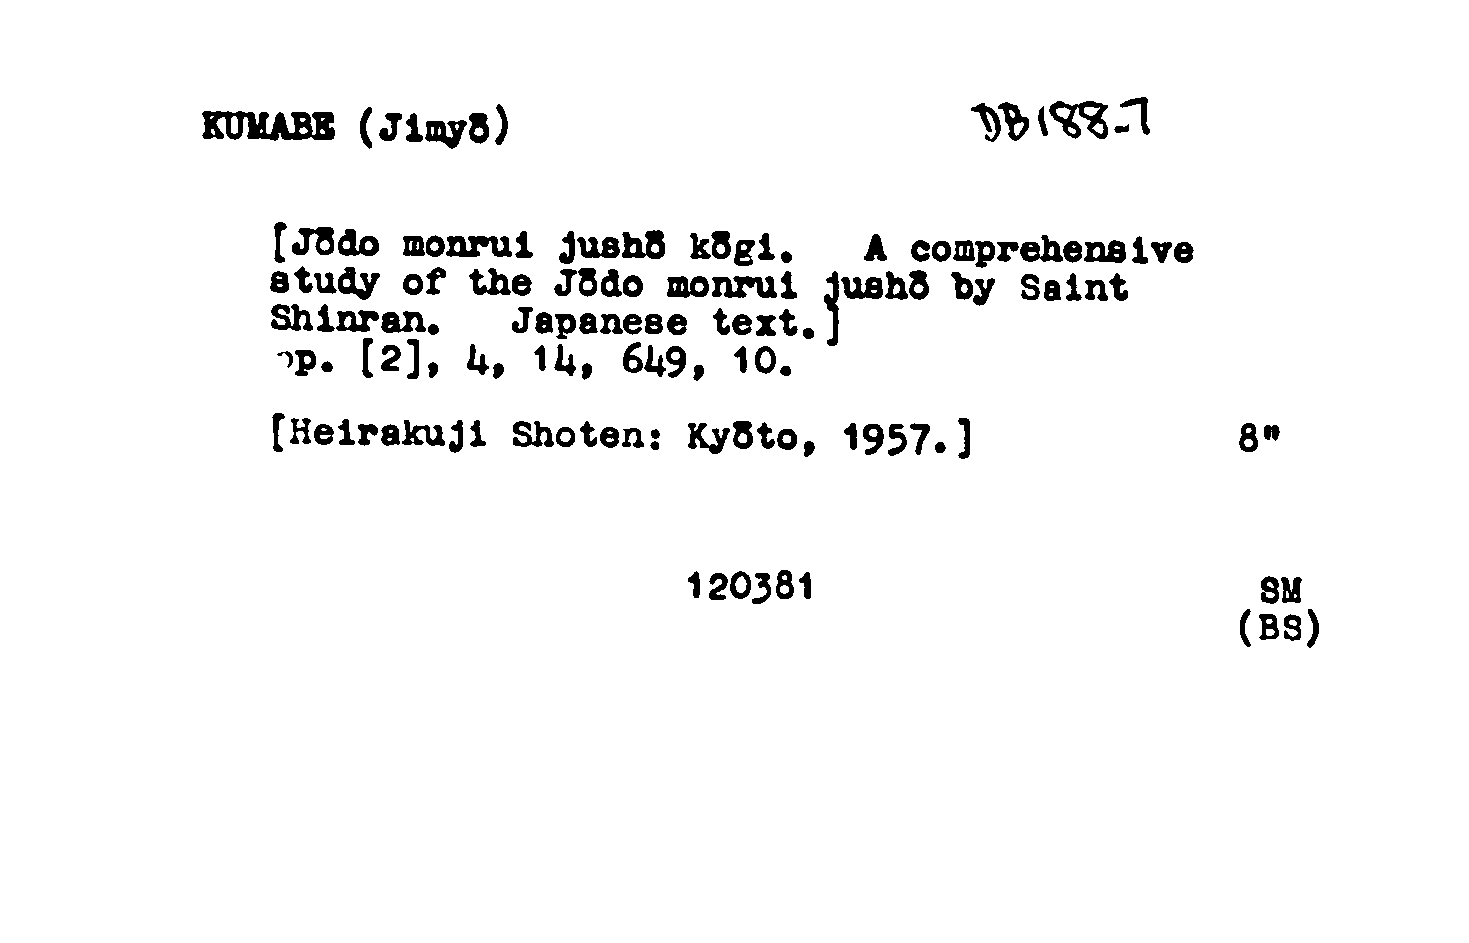 KUMABE (Jimyō)
DB188-7
[Jōdo monrui jushō kōgi. A comprehensive
study of the Jōdo monrui jushō by Saint
Shinran. Japanese text.]
pp. [2], 4, 14, 649, 10.
[Heirakuji Shoten: Kyōto, 1957.] 8"
120381
SM
(BS)